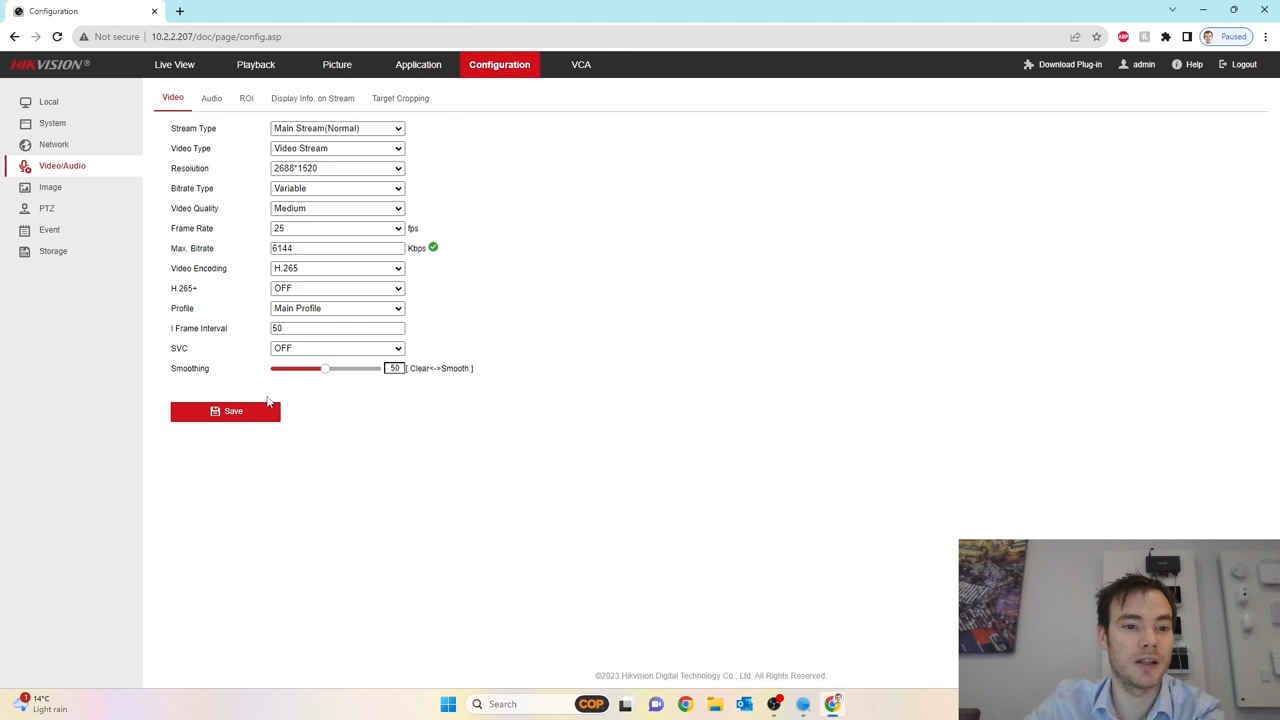 Configuration
Not secure 10.2.2.207/doc/page/config.asp ABP Paused
HIKVISION® Live View Playback Picture Application Configuration VCA Download Plug-in admin Help Logout
Local
System
Network
Video/Audio
Image
PTZ
Event
Storage
Video Audio ROI Display Info. on Stream Target Cropping
Stream Type Main Stream(Normal)
Video Type Video Stream
Resolution 2688*1520
Bitrate Type Variable
Video Quality Medium
Frame Rate 25 fps
Max. Bitrate 6144 Kbps
Video Encoding H.265
H.265+ OFF
Profile Main Profile
I Frame Interval 50
SVC OFF
Smoothing 50 [ Clear<->Smooth ]
Save
©2023 Hikvision Digital Technology Co., Ltd. All Rights Reserved.
1 14°C
Light rain
Search COP